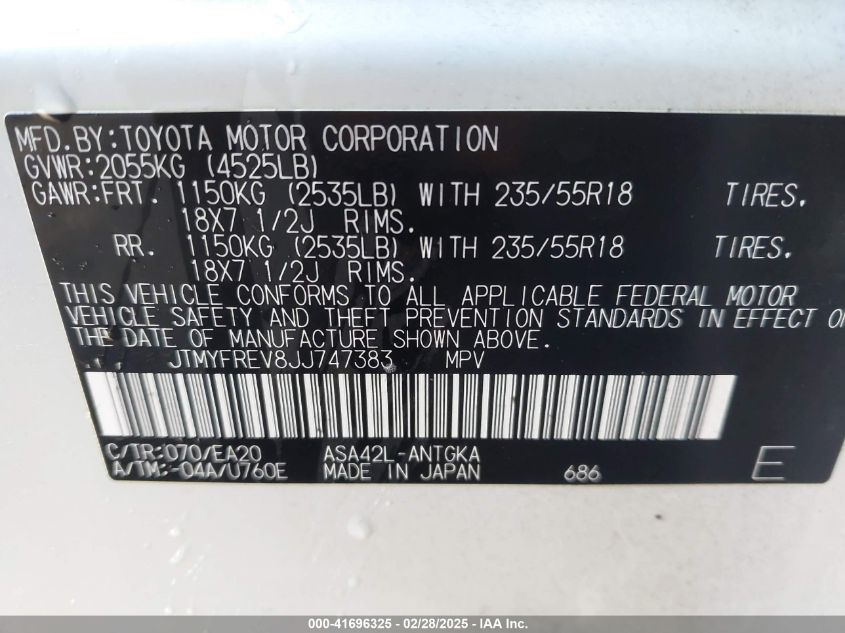 MFD.BY:TOYOTA MOTOR CORPORATION
GVWR:2055KG (4525LB)
GAWR:FRT. 1150KG (2535LB) WITH 235/55R18 TIRES.
18X7 1/2J RIMS.
RR. 1150KG (2535LB) WITH 235/55R18 TIRES.
18X7 1/2J RIMS.
THIS VEHICLE CONFORMS TO ALL APPLICABLE FEDERAL MOTOR
VEHICLE SAFETY AND THEFT PREVENTION STANDARDS IN EFFECT O
THE DATE OF MANUFACTURE SHOWN ABOVE.
JTMYFREV8JJ747383 MPV
C/TR:070/EA20 ASA42L-ANTGKA
A/TM:-04A/U760E MADE IN JAPAN 686 E
000-41696325 - 02/28/2025 - IAA Inc.